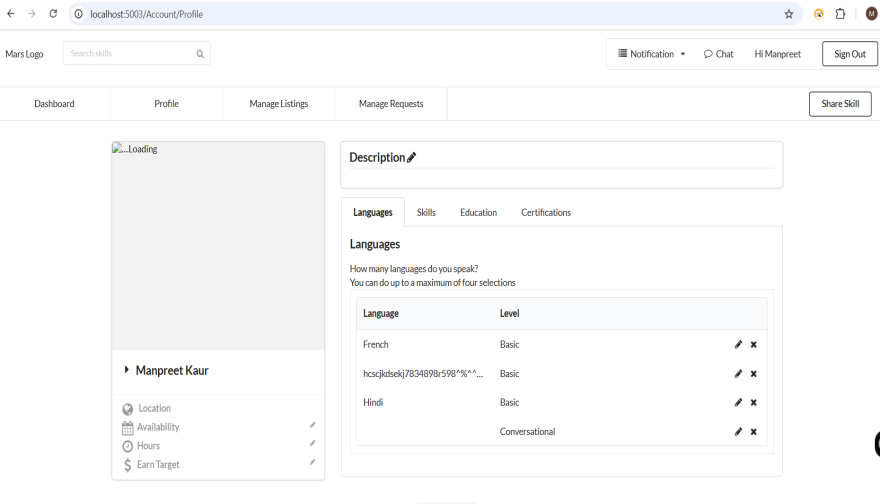 localhost:5003/Account/Profile
M
Mars Logo
Search skills
Notification
Chat
Hi Manpreet
Sign Out
Dashboard
Profile
Manage Listings
Manage Requests
Share Skill
...Loading
Manpreet Kaur
Location
Availability
Hours
Earn Target
Description
Languages
Skills
Education
Certifications
Languages
How many languages do you speak?
You can do up to a maximum of four selections
Language Level
French Basic
hcscjkdsekj7834898r598^%^^... Basic
Hindi Basic
Conversational